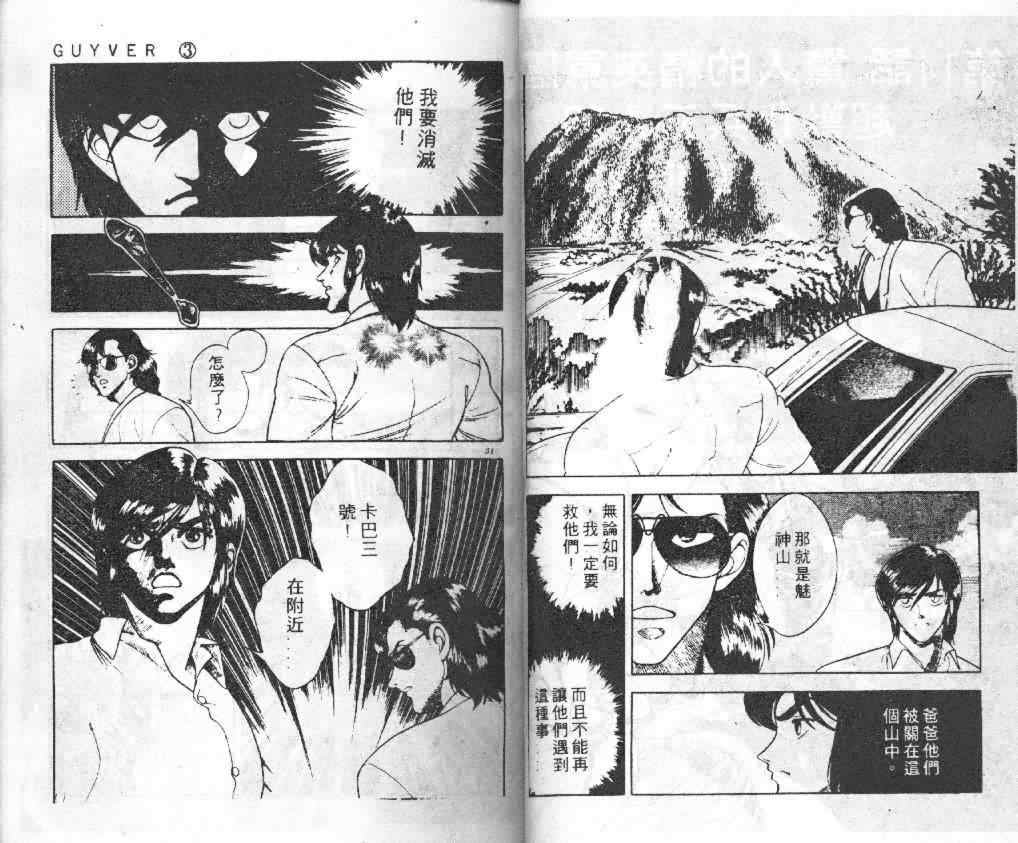 那就是魅
神山……
爸爸他們
被關在這
個山中。
無論如何
，我一定要
救他們！
而且不能再
讓他們遇到
這種事……
GUYVER ③
我要消滅
他們！
怎麼了？
51
卡巴三
號！
在附近
……